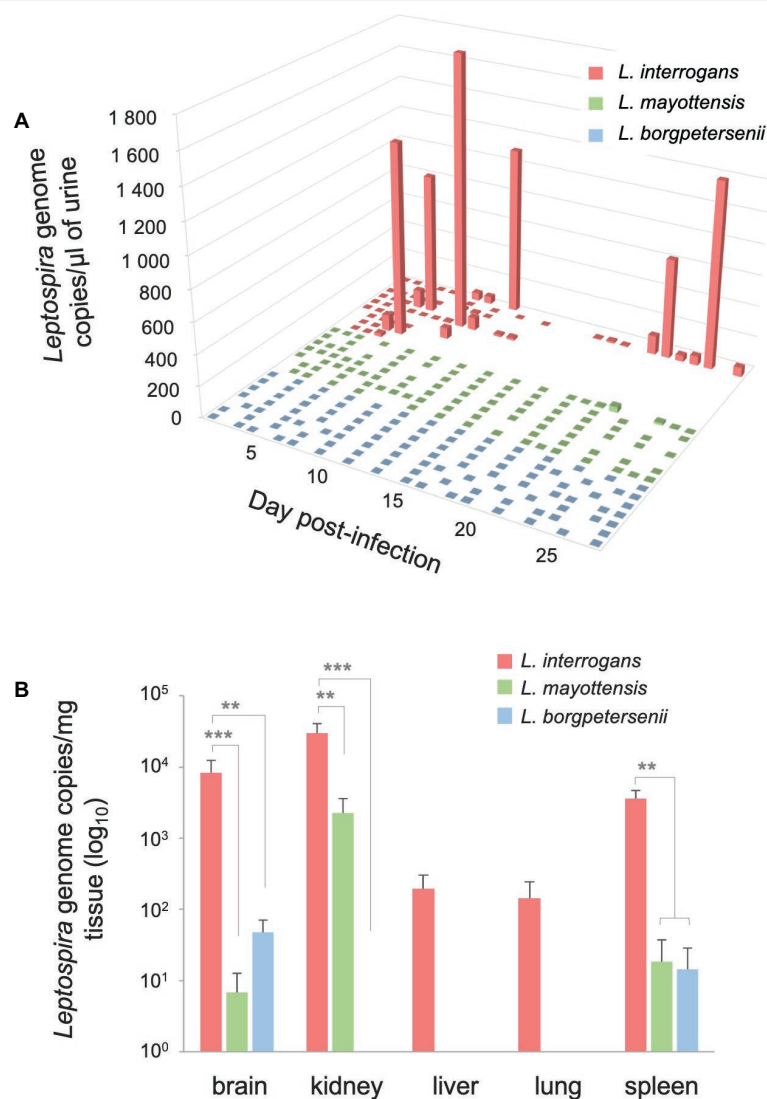 A
L. interrogans
L. mayottensis
L. borgpetersenii
Leptospira genome
copies/µl of urine
1 800
1 600
1 400
1 200
1 000
800
600
400
200
0
5
10
15
20
25
Day post-infection
B
L. interrogans
L. mayottensis
L. borgpetersenii
Leptospira genome copies/mg
tissue (log10)
10⁵
10⁴
10³
10²
10¹
10⁰
**
***
***
**
**
brain kidney liver lung spleen